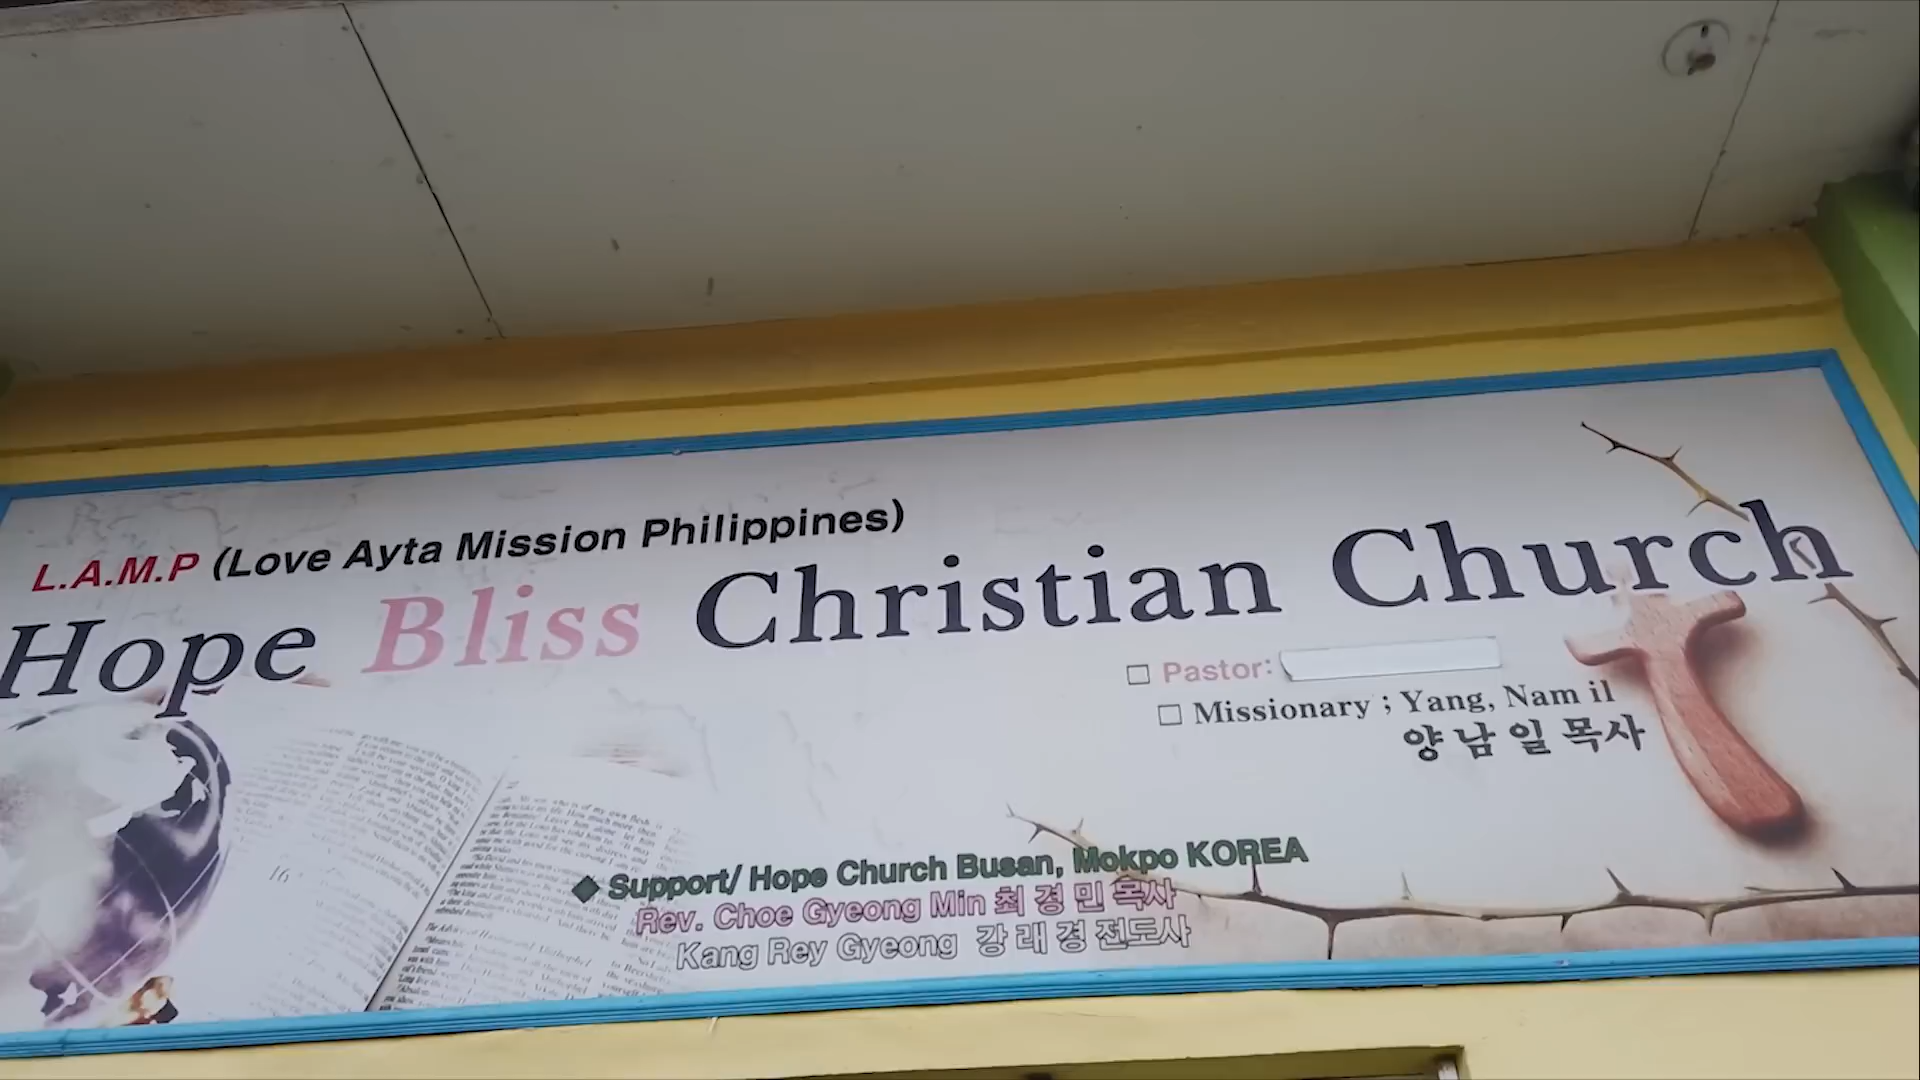 L.A.M.P (Love Ayta Mission Philippines)
Hope Bliss Christian Church
□ Pastor:
□ Missionary ; Yang, Nam il
양 남 일 목사
◆ Support/ Hope Church Busan, Mokpo KOREA
Rev. Choe Gyeong Min 최 경 민 목사
Kang Rey Gyeong 강 래 경 전도사